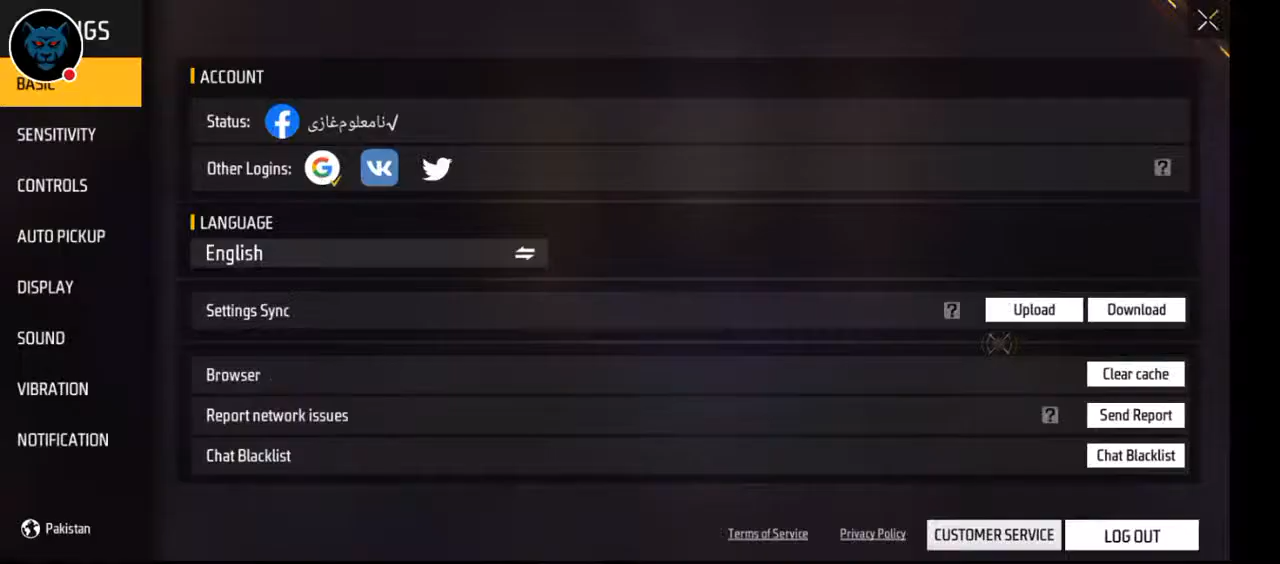 NGS
BASIC
SENSITIVITY
CONTROLS
AUTO PICKUP
DISPLAY
SOUND
VIBRATION
NOTIFICATION
Pakistan
ACCOUNT
Status: نامعلوم غازی√
Other Logins:
LANGUAGE
English
Settings Sync ? Upload Download
Browser Clear cache
Report network issues ? Send Report
Chat Blacklist Chat Blacklist
Terms of Service Privacy Policy CUSTOMER SERVICE LOG OUT